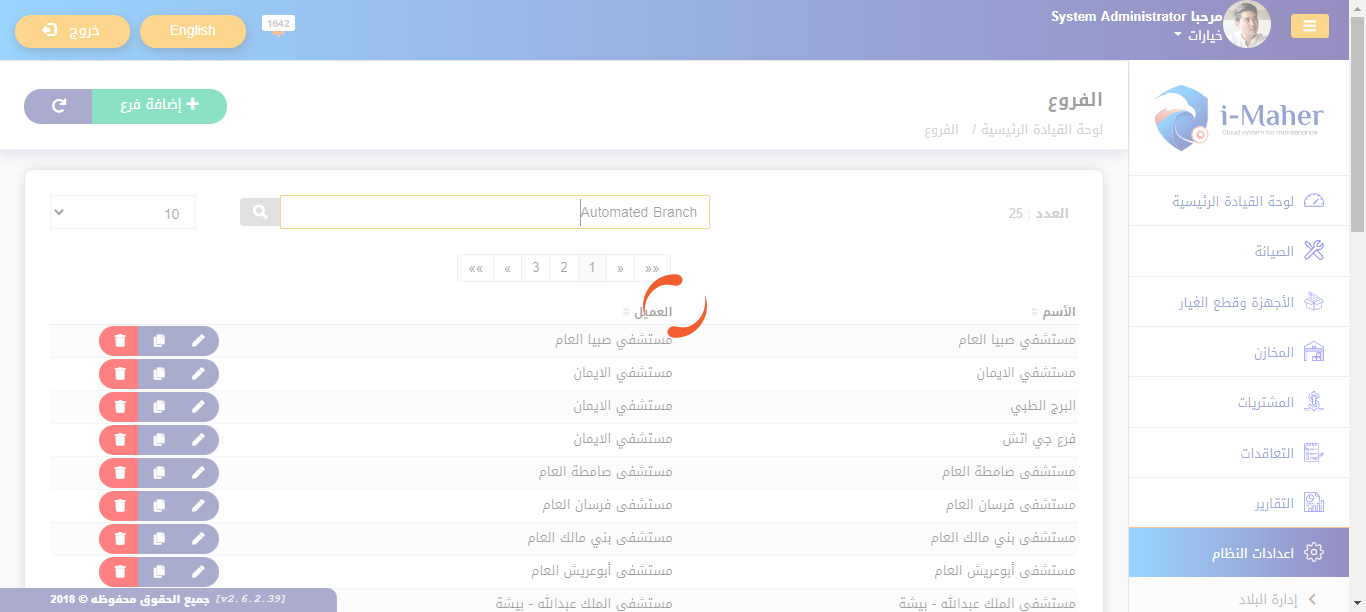 مرحبا System Administrator
خيارات
1642
English
خروج
i-Maher
Cloud system for maintenance
لوحة القيادة الرئيسية
الصيانة
الأجهزة وقطع الغيار
المخازن
المشتريات
التعاقدات
التقارير
اعدادات النظام
إدارة البلاد
الفروع
لوحة القيادة الرئيسية / الفروع
إضافة فرع
العدد : 25
Automated Branch
10
«« « 1 2 3 » »»
الأسم العميل
مستشفي صبيا العام مستشفي صبيا العام
مستشفي الايمان مستشفي الايمان
البرج الطبي مستشفي الايمان
فرع جي اتش مستشفي الايمان
مستشفى صامطة العام مستشفى صامطة العام
مستشفى فرسان العام مستشفى فرسان العام
مستشفى بني مالك العام مستشفى بني مالك العام
مستشفى أبوعريش العام مستشفى أبوعريش العام
مستشفى الملك عبدالله - بيشة مستشفى الملك عبدالله - بيشة
جميع الحقوق محفوظه © 2018 [v2.6.2.39]